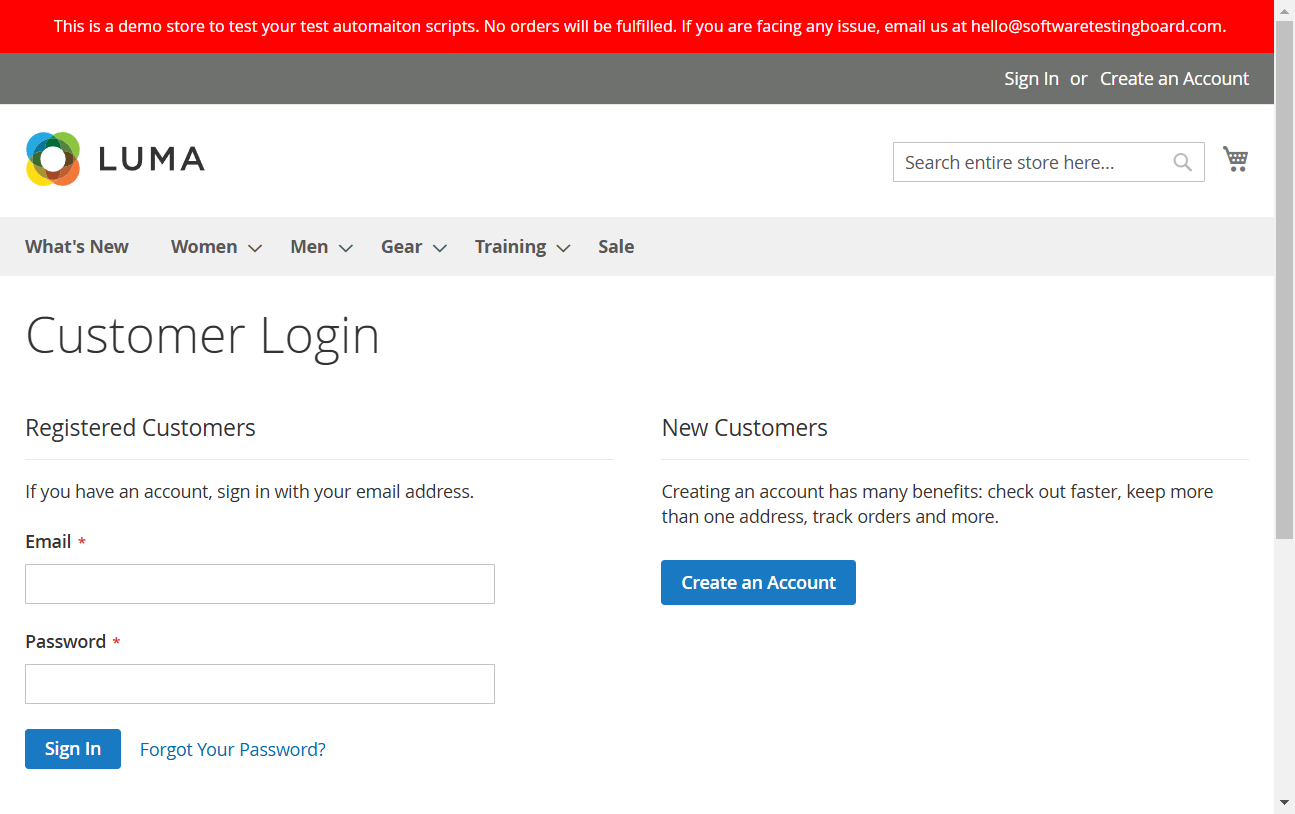 This is a demo store to test your test automaiton scripts. No orders will be fulfilled. If you are facing any issue, email us at hello@softwaretestingboard.com.
Sign In or Create an Account
LUMA
Search entire store here...
What's New Women Men Gear Training Sale
Customer Login
Registered Customers
If you have an account, sign in with your email address.
Email *
Password *
Sign In Forgot Your Password?
New Customers
Creating an account has many benefits: check out faster, keep more
than one address, track orders and more.
Create an Account